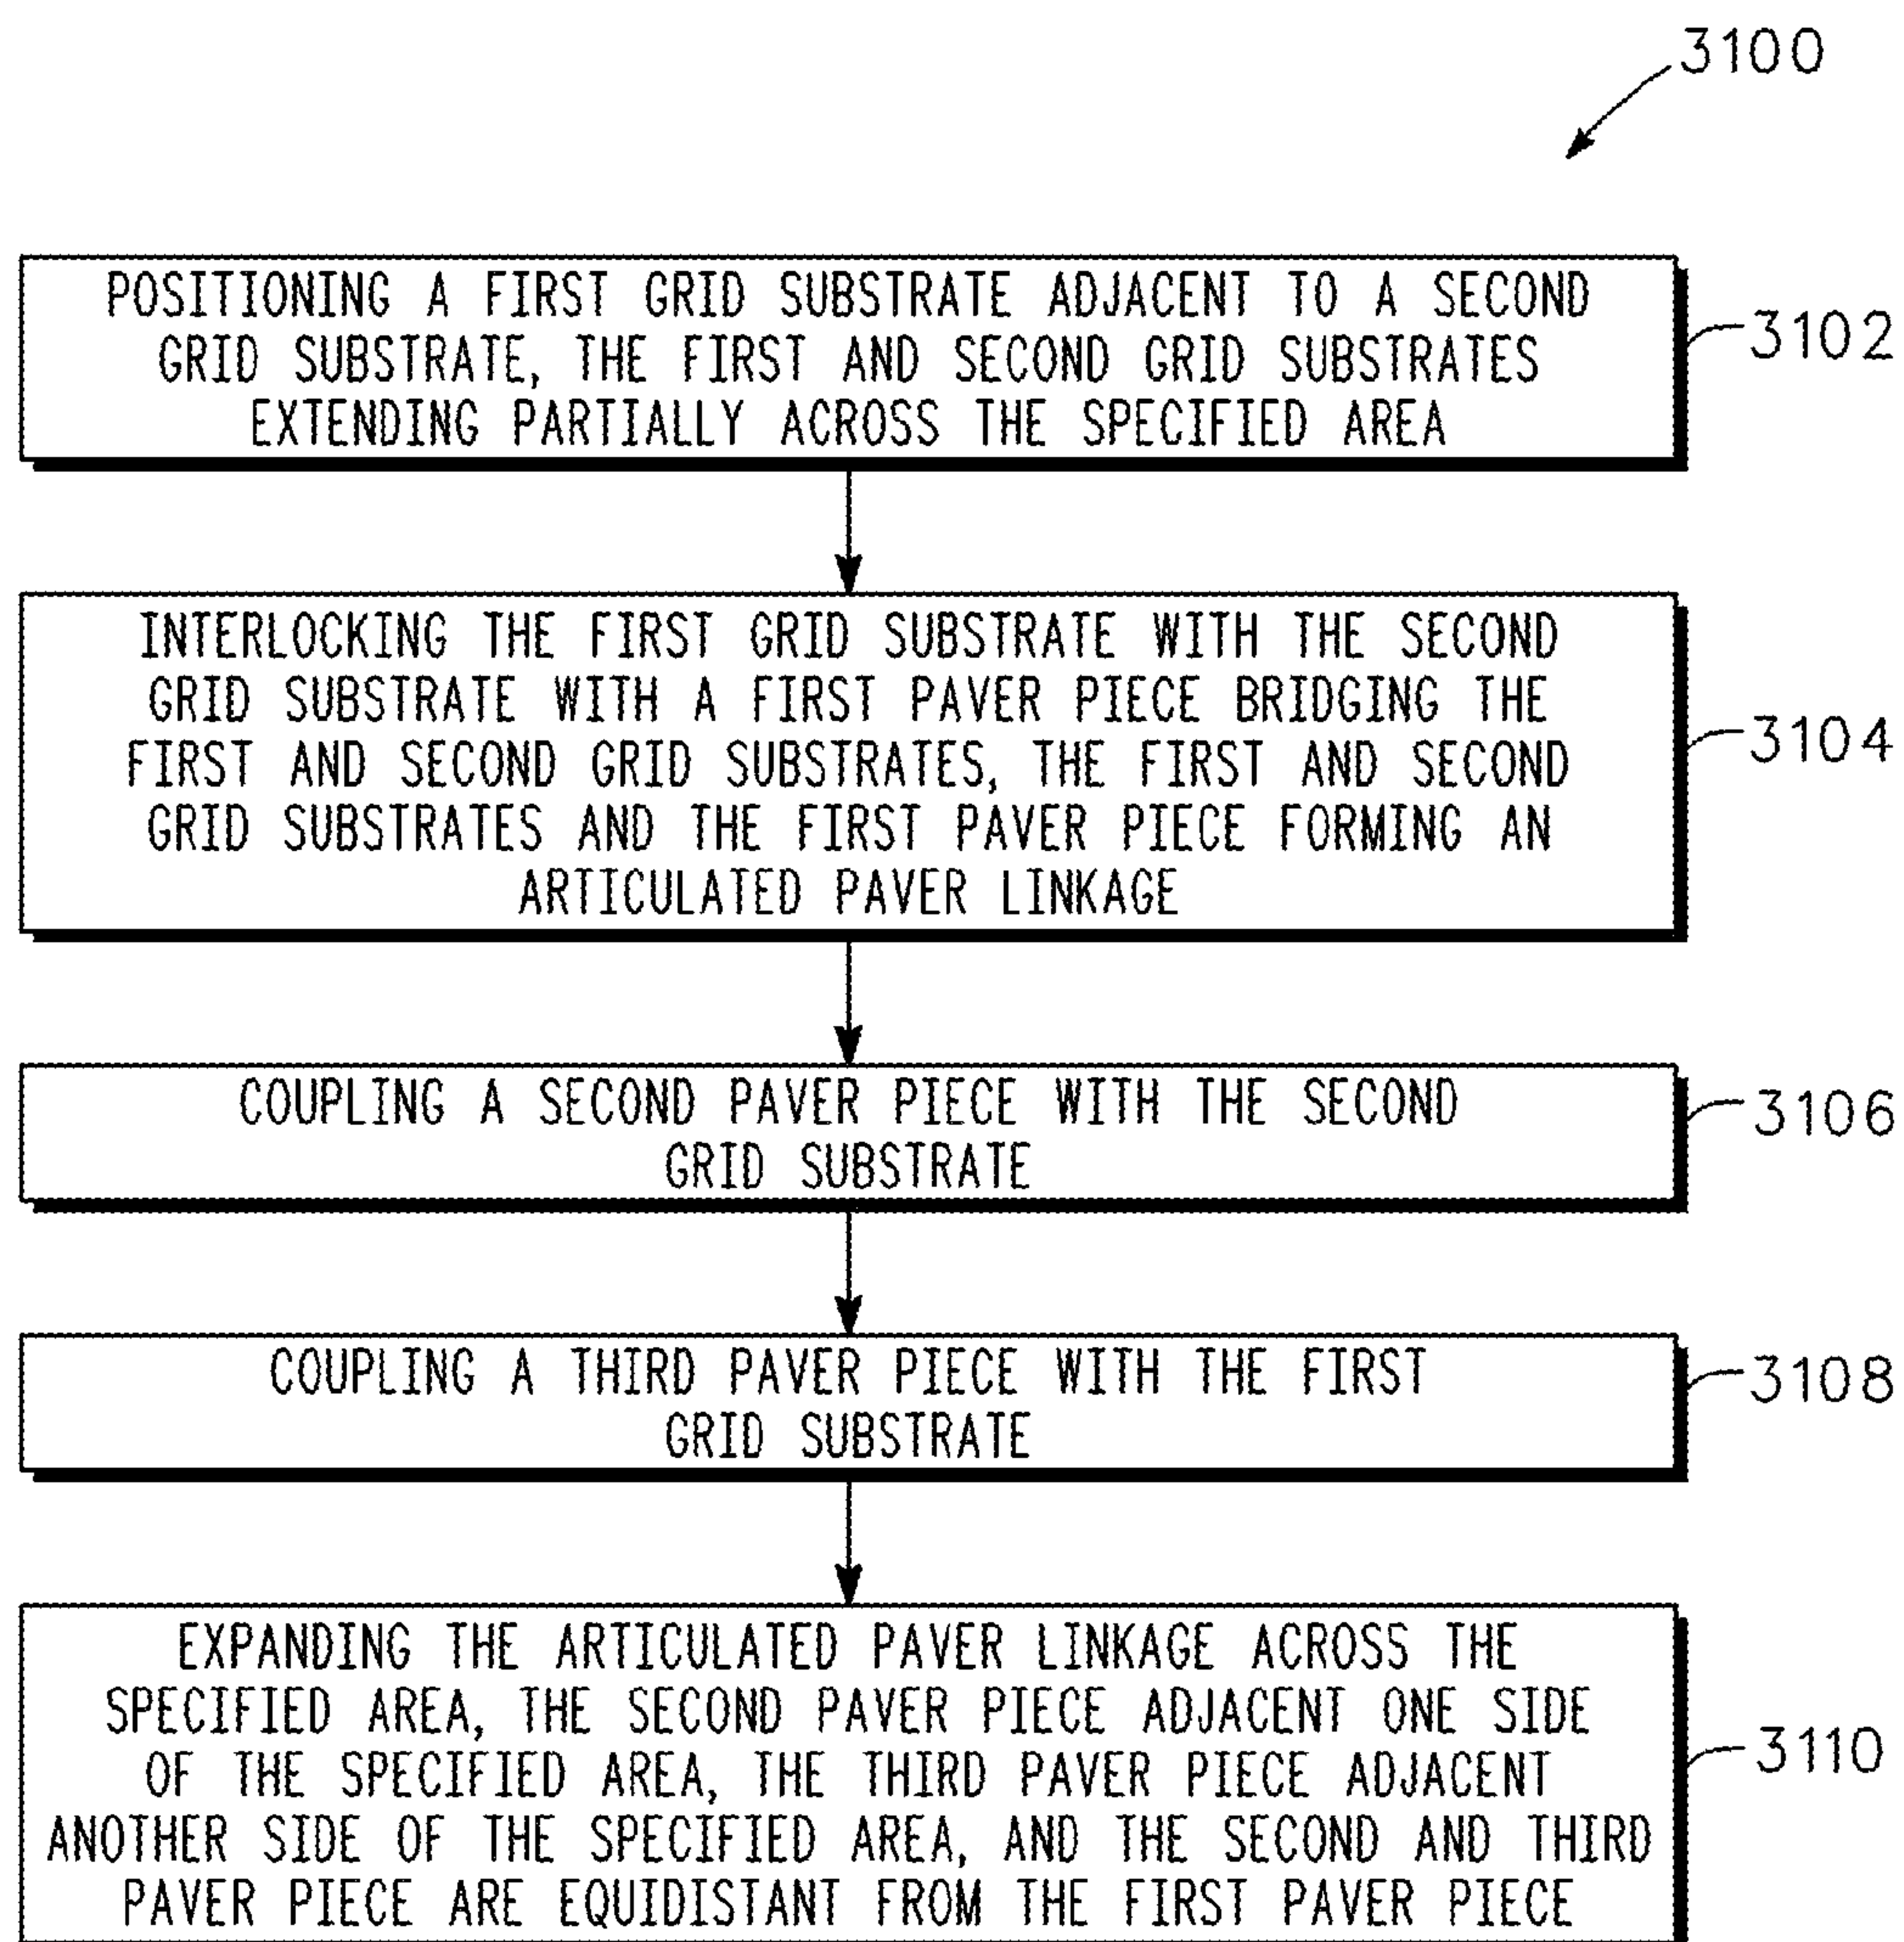 3100
POSITIONING A FIRST GRID SUBSTRATE ADJACENT TO A SECOND
GRID SUBSTRATE, THE FIRST AND SECOND GRID SUBSTRATES
EXTENDING PARTIALLY ACROSS THE SPECIFIED AREA
3102
INTERLOCKING THE FIRST GRID SUBSTRATE WITH THE SECOND
GRID SUBSTRATE WITH A FIRST PAVER PIECE BRIDGING THE
FIRST AND SECOND GRID SUBSTRATES, THE FIRST AND SECOND
GRID SUBSTRATES AND THE FIRST PAVER PIECE FORMING AN
ARTICULATED PAVER LINKAGE
3104
COUPLING A SECOND PAVER PIECE WITH THE SECOND
GRID SUBSTRATE
3106
COUPLING A THIRD PAVER PIECE WITH THE FIRST
GRID SUBSTRATE
3108
EXPANDING THE ARTICULATED PAVER LINKAGE ACROSS THE
SPECIFIED AREA, THE SECOND PAVER PIECE ADJACENT ONE SIDE
OF THE SPECIFIED AREA, THE THIRD PAVER PIECE ADJACENT
ANOTHER SIDE OF THE SPECIFIED AREA, AND THE SECOND AND THIRD
PAVER PIECE ARE EQUIDISTANT FROM THE FIRST PAVER PIECE
3110